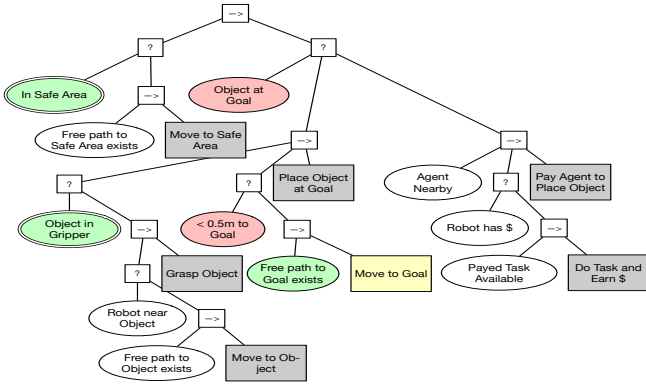 -->
?
?
In Safe Area
-->
Object at
Goal
Free path to
Safe Area exists
Move to Safe
Area
-->
-->
?
?
Place Object
at Goal
Agent
Nearby
?
Pay Agent to
Place Object
Object in
Gripper
-->
< 0.5m to
Goal
-->
Robot has $
-->
?
Grasp Object
Free path to
Goal exists
Move to Goal
Payed Task
Available
Do Task and
Earn $
Robot near
Object
-->
Free path to
Object exists
Move to Ob-
ject